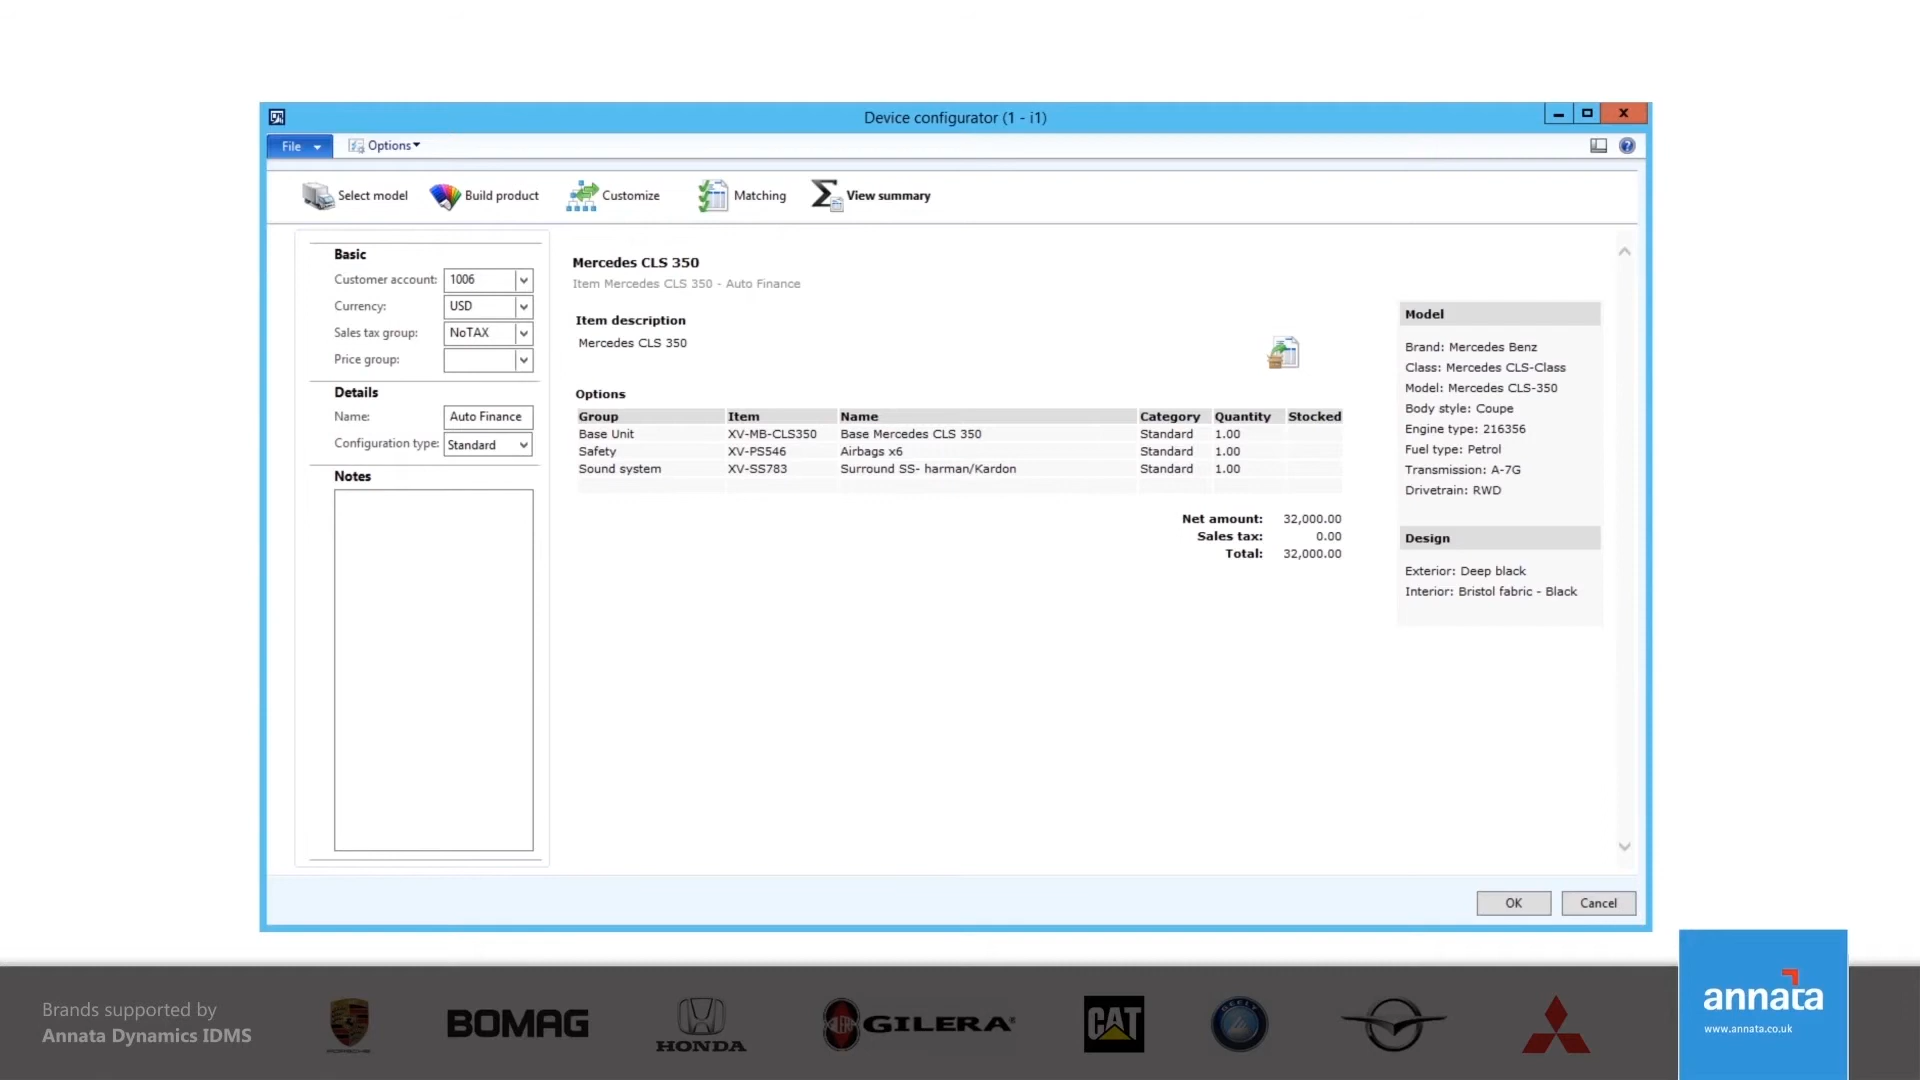 Device configurator (1 - i1)
File
Options
Select model
Build product
Customize
Matching
View summary
Basic
Customer account: 1006
Currency: USD
Sales tax group: NoTAX
Price group:
Details
Name: Auto Finance
Configuration type: Standard
Notes
Mercedes CLS 350
Item Mercedes CLS 350 - Auto Finance
Item description
Mercedes CLS 350
Options
Group Item Name Category Quantity Stocked
Base Unit XV-MB-CLS350 Base Mercedes CLS 350 Standard 1.00
Safety XV-PS546 Airbags x6 Standard 1.00
Sound system XV-SS783 Surround SS- harman/Kardon Standard 1.00
Net amount: 32,000.00
Sales tax: 0.00
Total: 32,000.00
Model
Brand: Mercedes Benz
Class: Mercedes CLS-Class
Model: Mercedes CLS-350
Body style: Coupe
Engine type: 216356
Fuel type: Petrol
Transmission: A-7G
Drivetrain: RWD
Design
Exterior: Deep black
Interior: Bristol fabric - Black
OK
Cancel
Brands supported by
Annata Dynamics IDMS
PORSCHE
BOMAG
HONDA
GILERA
CAT
GEELY
annata
www.annata.co.uk